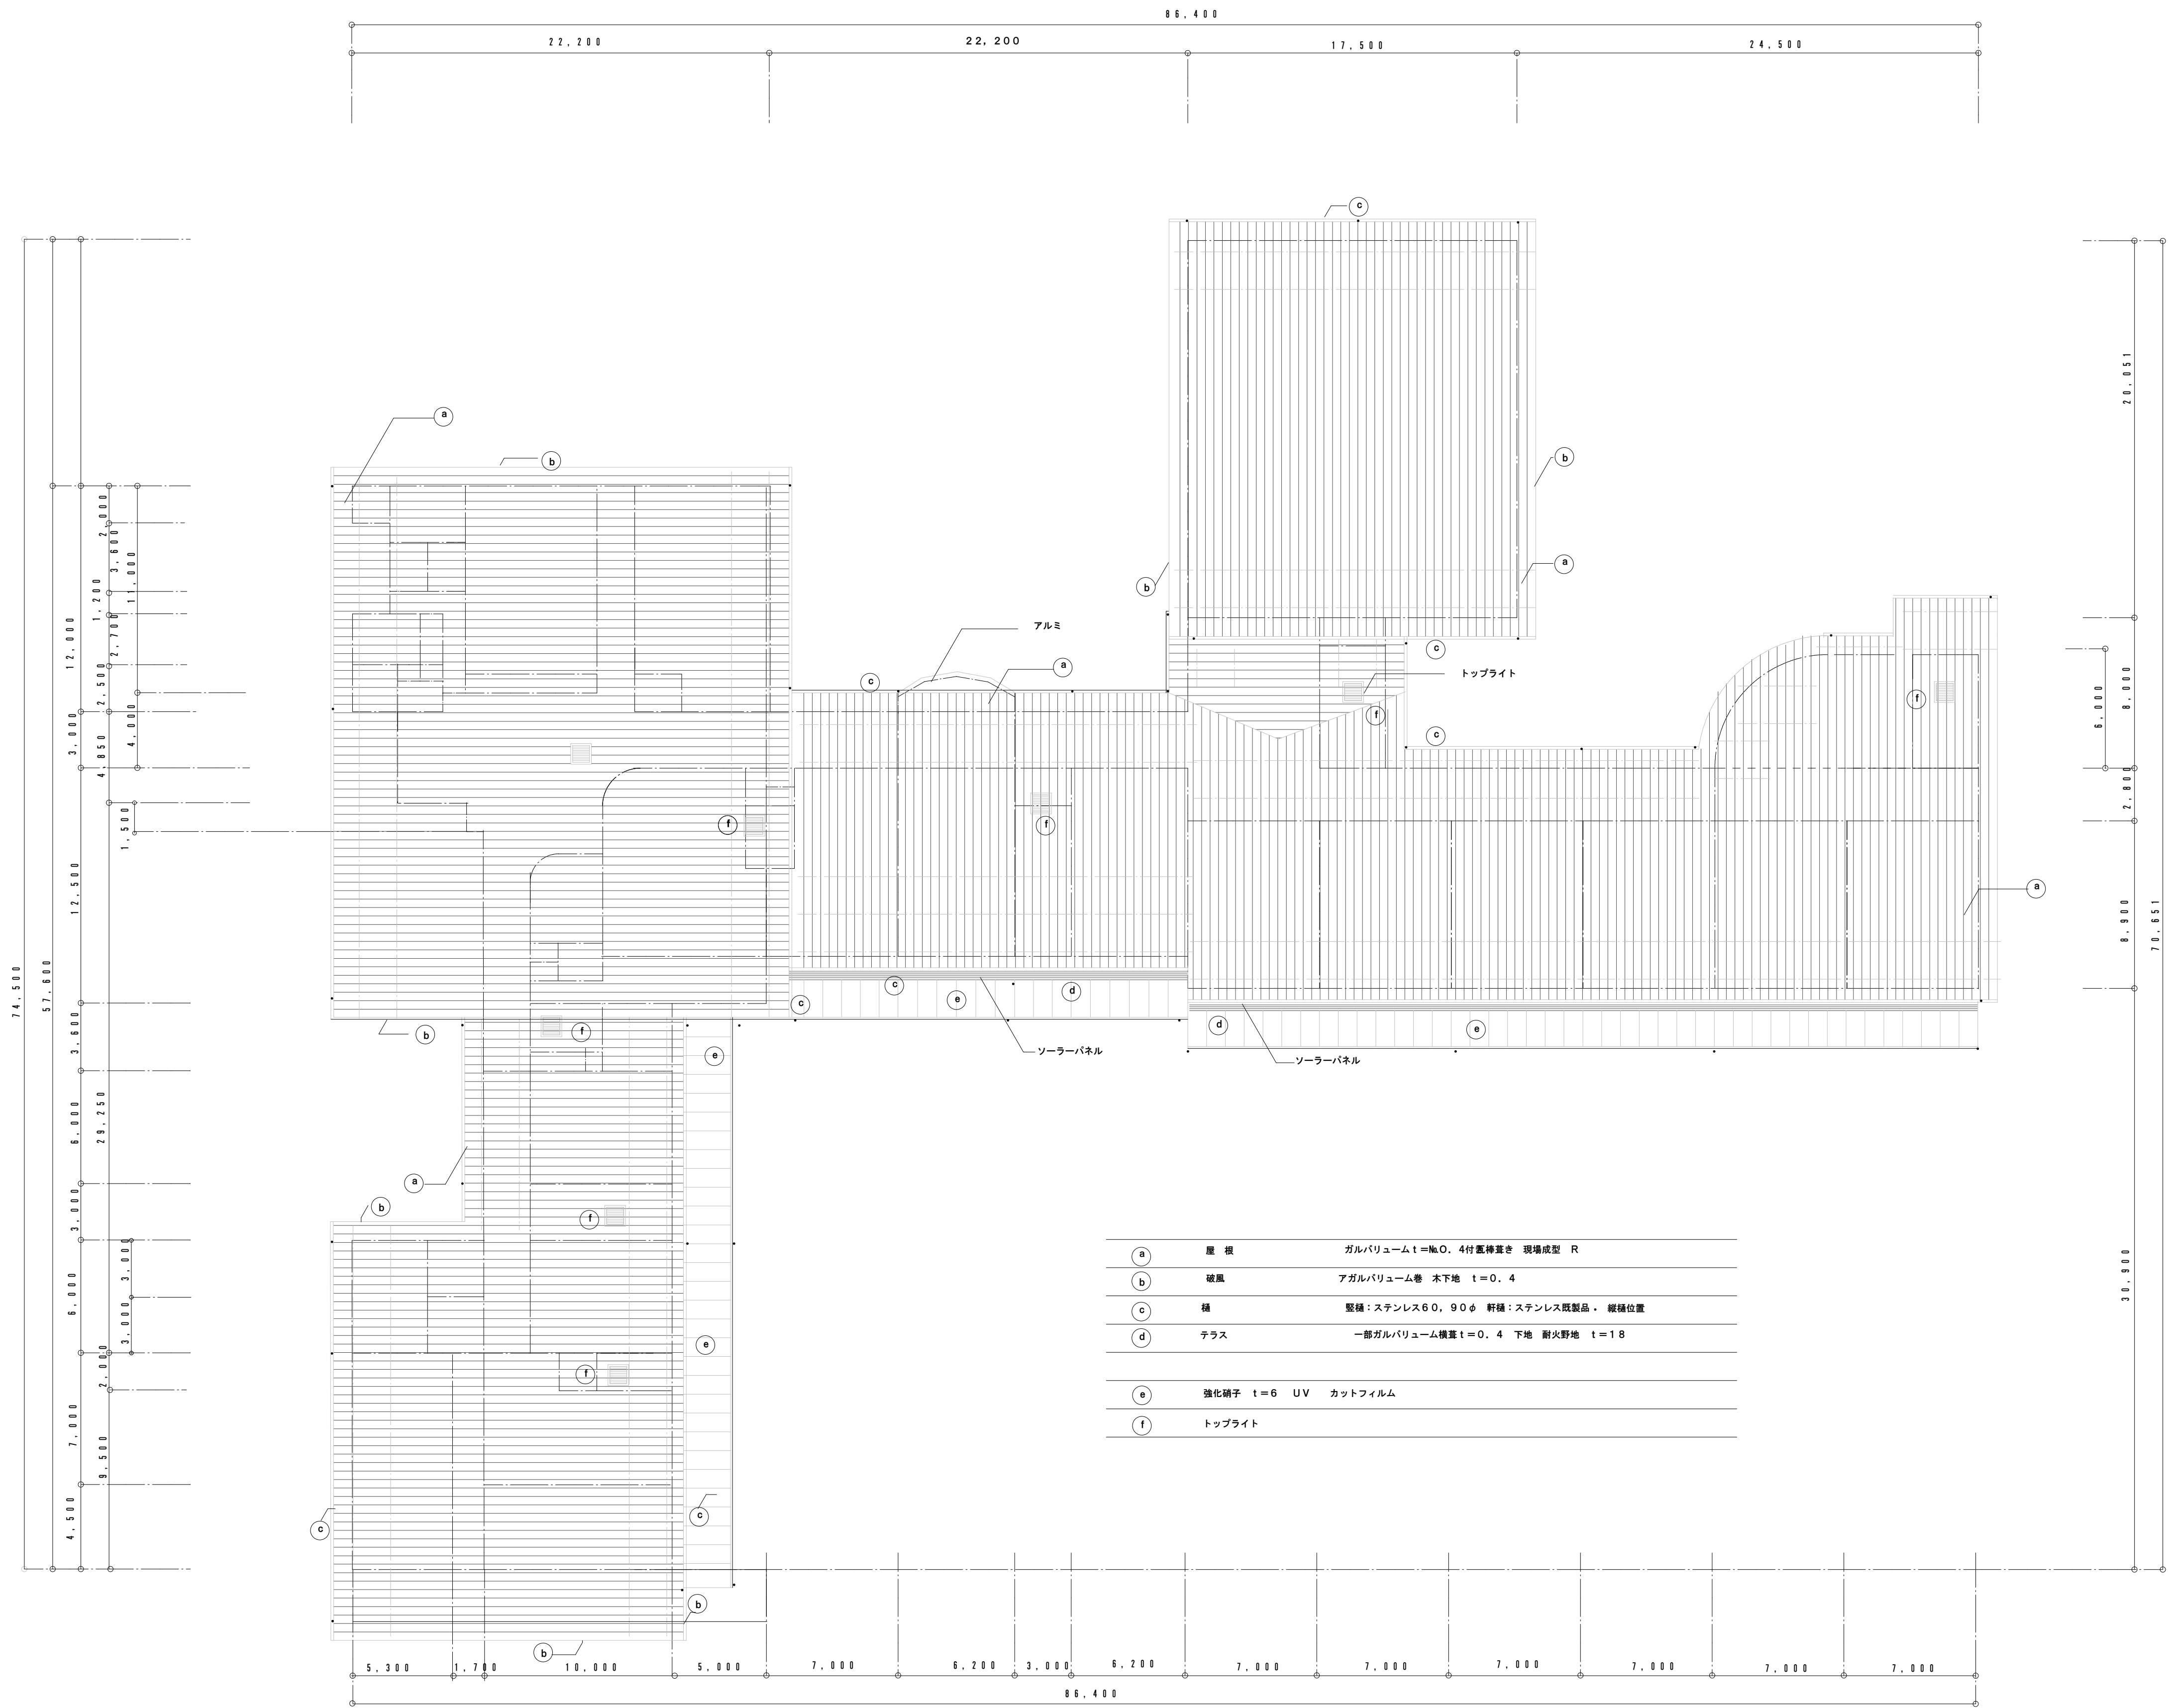 86,400
22,200 22,200 17,500 24,500
c
20,051
a
b
b
2,000
3,600
11,000
a
b
1,200
12,000
2,700
アルミ
c
a
c
トップライト
2,500
4,000
f
f
6,000
8,000
3,000
4,850
c
2,800
1,500
f
f
a
12,500
8,900
70,651
74,500
57,600
c
c
e
d
d
e
3,600
b
f
e
ソーラーパネル
ソーラーパネル
6,000
29,250
a
3,000
b
f
3,000
6,000
3,000
2,000
e
f
30,900
a 屋 根 ガルバリュームt=№0.4付瓦棒葺き 現場成型 R
b 破風 アガルバリューム巻 木下地 t=0.4
c 樋 竪樋:ステンレス60,90φ 軒樋:ステンレス既製品 • 縦樋位置
d テラス 一部ガルバリューム横葺t=0.4 下地 耐火野地 t=18
e 強化硝子 t=6 UV カットフィルム
f トップライト
7,000
9,500
4,500
c
c
b
b
5,300 1,700 10,000 5,000 7,000 6,200 3,000 6,200 7,000 7,000 7,000 7,000 7,000 7,000
86,400